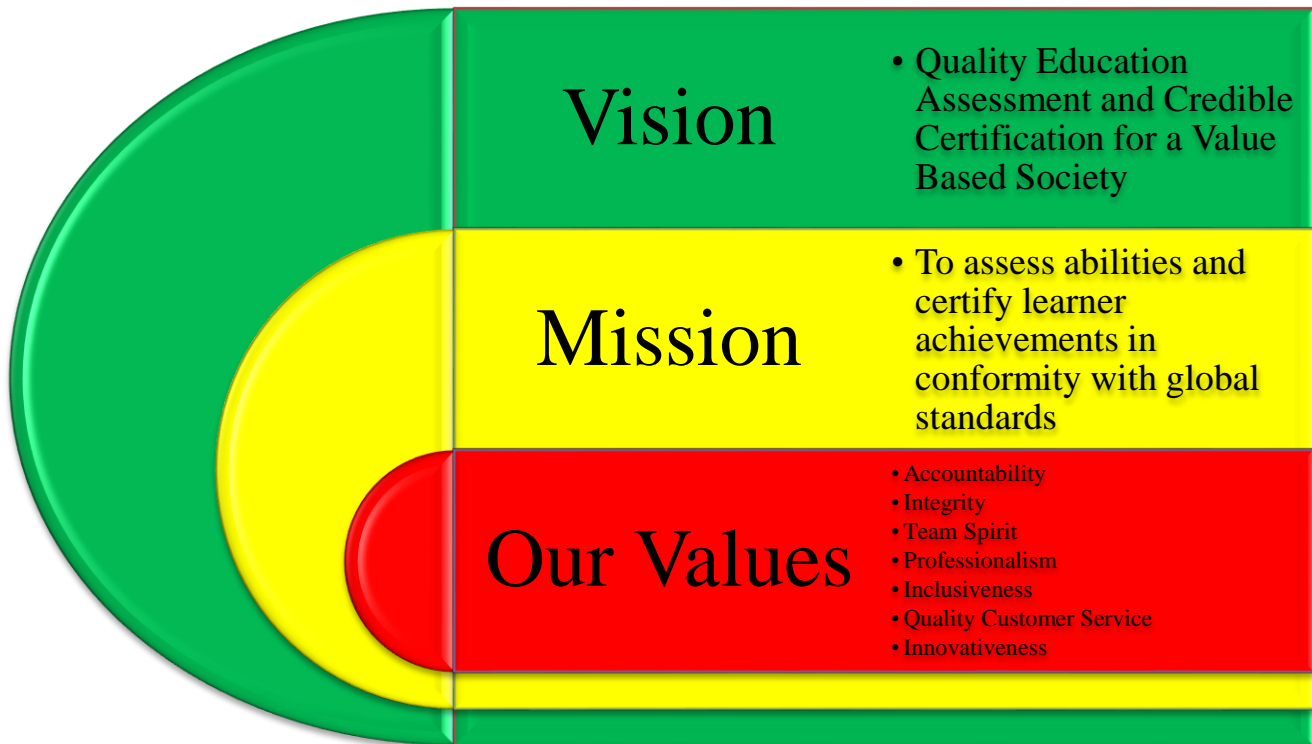 Vision
• Quality Education
Assessment and Credible
Certification for a Value
Based Society
Mission
• To assess abilities and
certify learner
achievements in
conformity with global
standards
Our Values
• Accountability
• Integrity
• Team Spirit
• Professionalism
• Inclusiveness
• Quality Customer Service
• Innovativeness